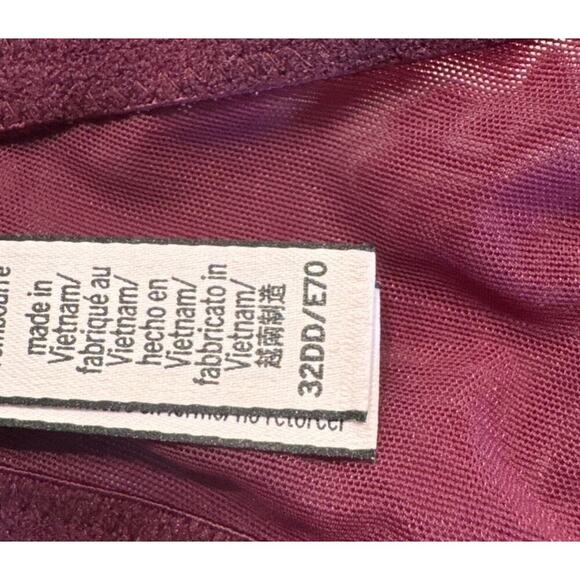 made in
Vietnam/
fabriqué au
Vietnam/
hecho en
Vietnam/
fabbricato in
Vietnam/
越南制造
32DD/E70